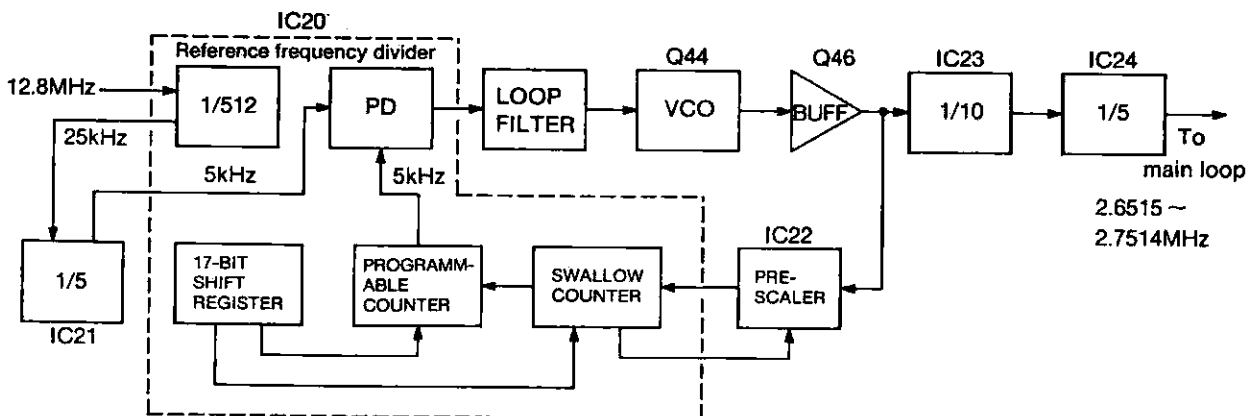 IC20
Reference frequency divider
12.8MHz
1/512
25kHz
5kHz
PD
5kHz
LOOP
FILTER
Q44
VCO
Q46
BUFF
IC23
1/10
IC24
1/5
To
main loop
2.6515 ~
2.7514MHz
1/5
IC21
17-BIT
SHIFT
REGISTER
PROGRAMM-
ABLE
COUNTER
SWALLOW
COUNTER
IC22
PRE-
SCALER